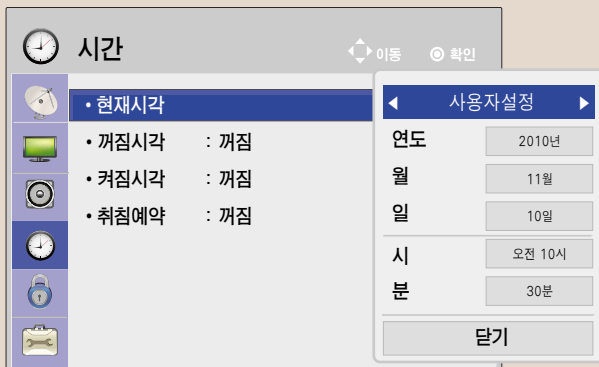 시간
이동 확인
• 현재시각
• 꺼짐시각 : 꺼짐
• 켜짐시각 : 꺼짐
• 취침예약 : 꺼짐
사용자설정
연도 2010년
월 11월
일 10일
시 오전 10시
분 30분
닫기